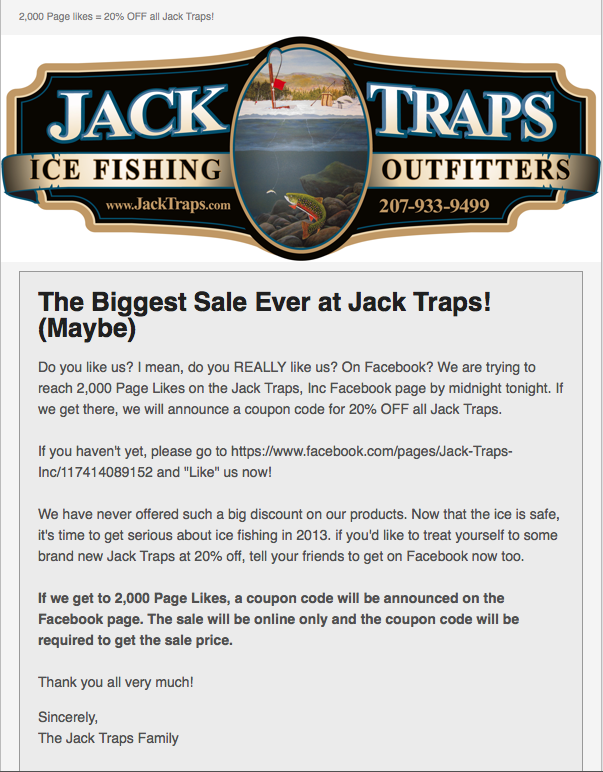 2,000 Page likes = 20% OFF all Jack Traps!
JACK TRAPS
ICE FISHING OUTFITTERS
www.JackTraps.com 207-933-9499
The Biggest Sale Ever at Jack Traps!
(Maybe)
Do you like us? I mean, do you REALLY like us? On Facebook? We are trying to
reach 2,000 Page Likes on the Jack Traps, Inc Facebook page by midnight tonight. If
we get there, we will announce a coupon code for 20% OFF all Jack Traps.
If you haven't yet, please go to https://www.facebook.com/pages/Jack-Traps-
Inc/117414089152 and "Like" us now!
We have never offered such a big discount on our products. Now that the ice is safe,
it's time to get serious about ice fishing in 2013. if you'd like to treat yourself to some
brand new Jack Traps at 20% off, tell your friends to get on Facebook now too.
If we get to 2,000 Page Likes, a coupon code will be announced on the
Facebook page. The sale will be online only and the coupon code will be
required to get the sale price.
Thank you all very much!
Sincerely,
The Jack Traps Family